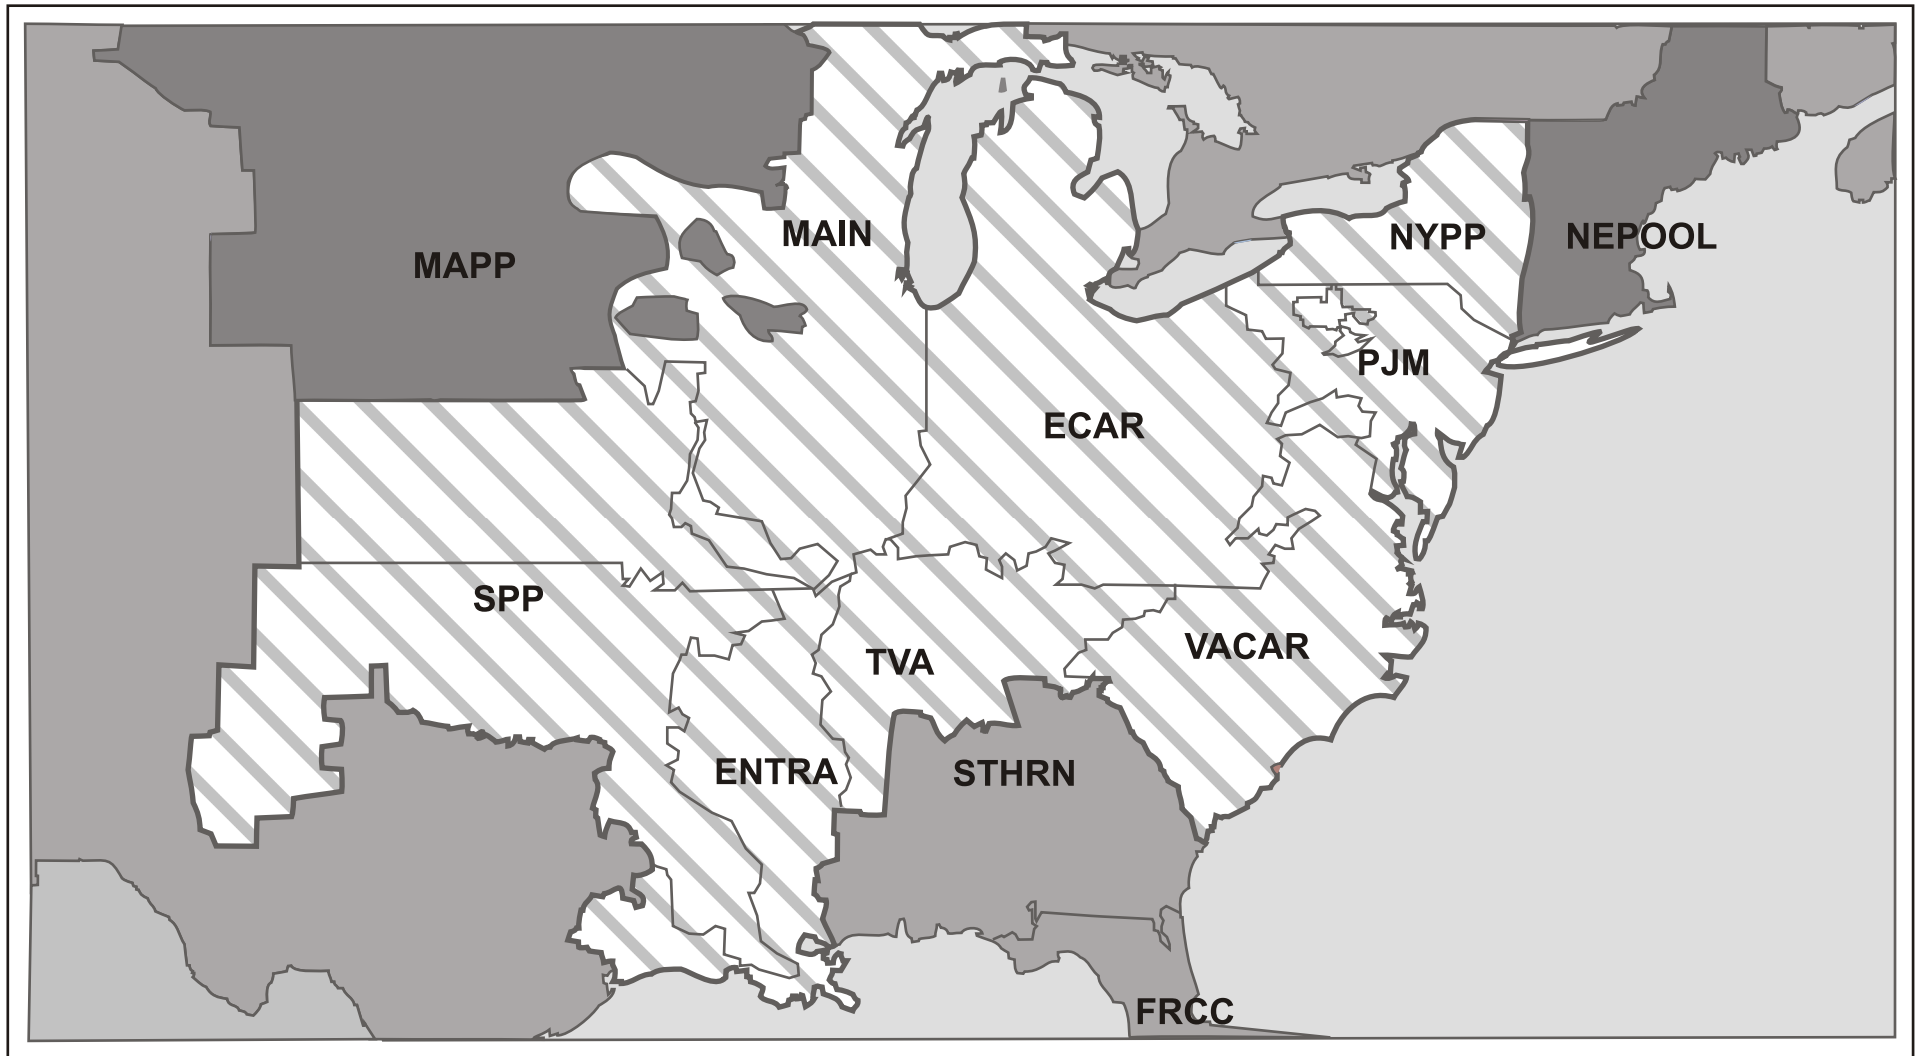 MAIN
NYPP
NEPOOL
MAPP
PJM
ECAR
SPP
TVA
VACAR
ENTRA
STHRN
FRCC